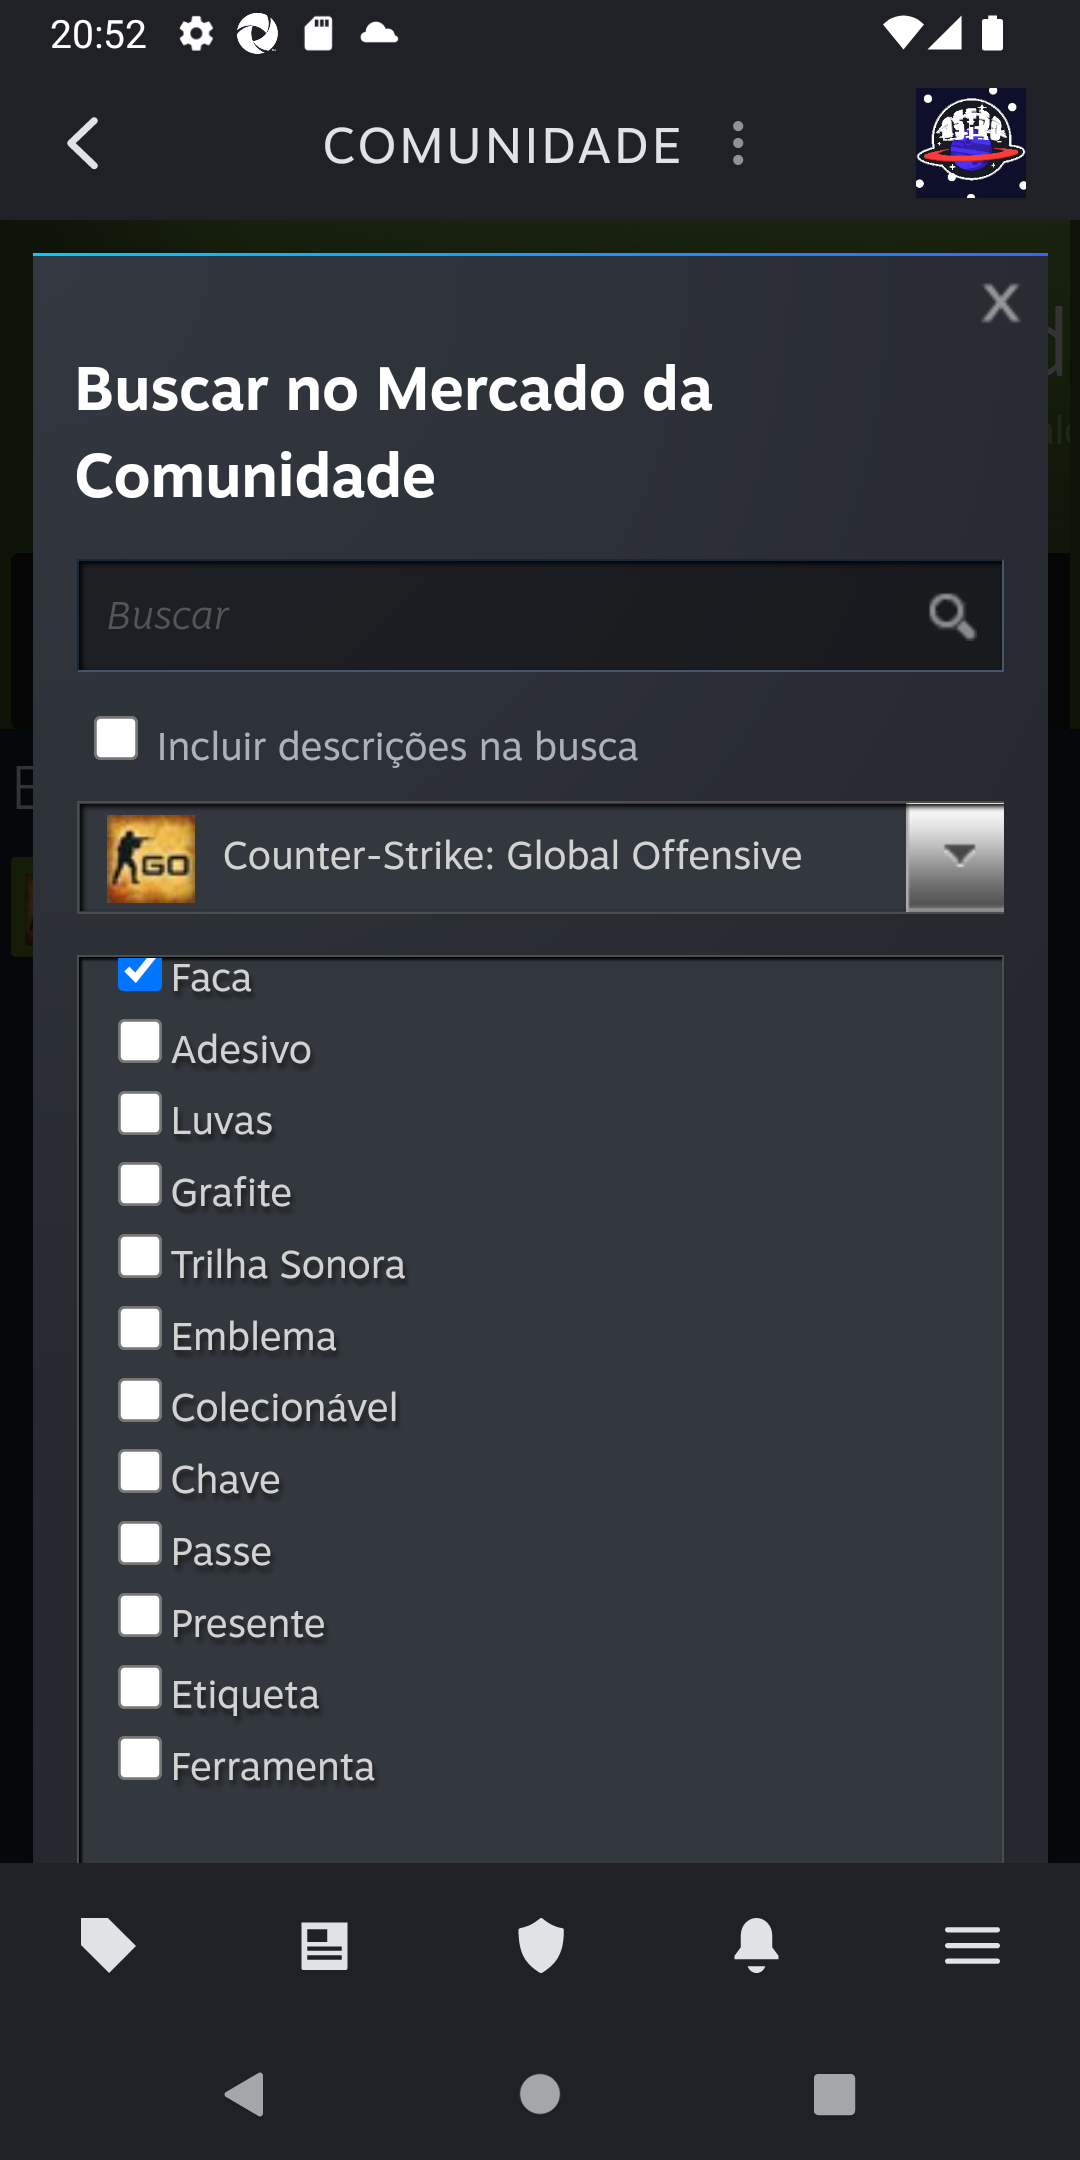 20:52
COMUNIDADE
X
Buscar no Mercado da
Comunidade
Buscar
Incluir descrições na busca
GO
Counter-Strike: Global Offensive
Faca
Adesivo
Luvas
Grafite
Trilha Sonora
Emblema
Colecionável
Chave
Passe
Presente
Etiqueta
Ferramenta